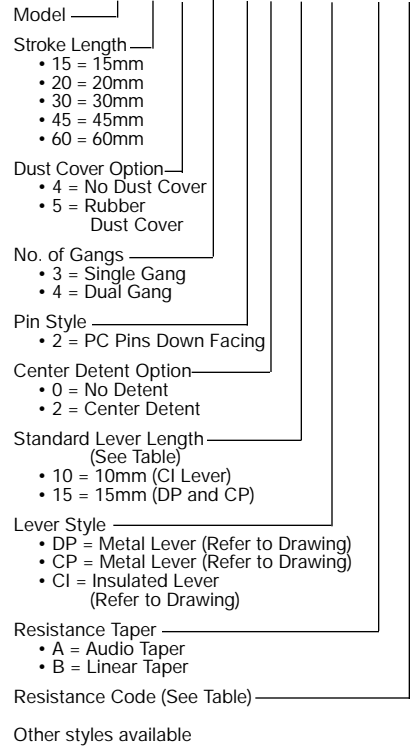 Model
Stroke Length
• 15 = 15mm
• 20 = 20mm
• 30 = 30mm
• 45 = 45mm
• 60 = 60mm
Dust Cover Option
• 4 = No Dust Cover
• 5 = Rubber
Dust Cover
No. of Gangs
• 3 = Single Gang
• 4 = Dual Gang
Pin Style
• 2 = PC Pins Down Facing
Center Detent Option
• 0 = No Detent
• 2 = Center Detent
Standard Lever Length
(See Table)
• 10 = 10mm (CI Lever)
• 15 = 15mm (DP and CP)
Lever Style
• DP = Metal Lever (Refer to Drawing)
• CP = Metal Lever (Refer to Drawing)
• CI = Insulated Lever
(Refer to Drawing)
Resistance Taper
• A = Audio Taper
• B = Linear Taper
Resistance Code (See Table)
Other styles available